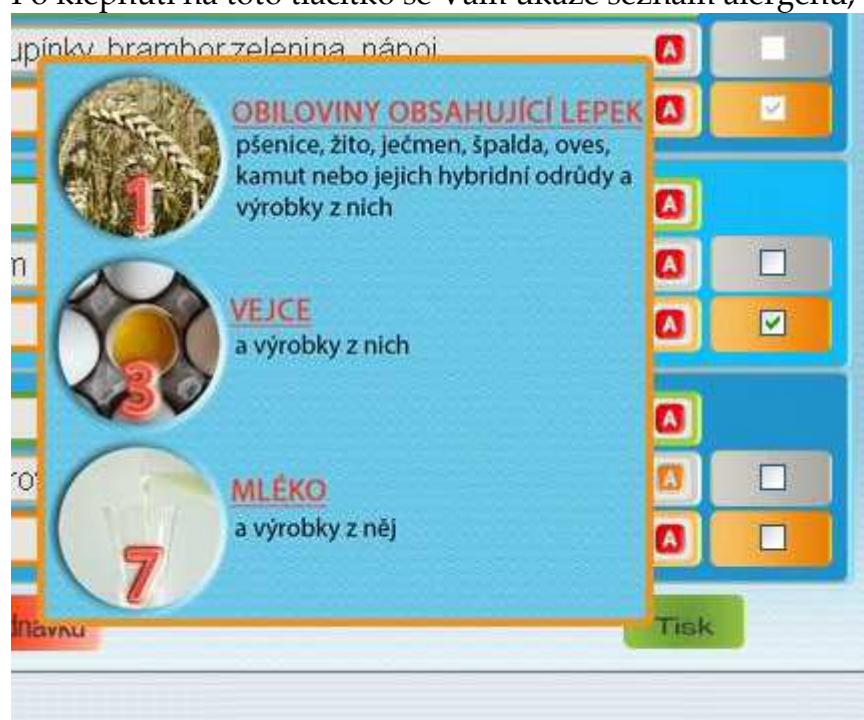 Po klepnutí na toto tlačítko se Vám ukáže seznam alergenů,
brambor,zelenina, nápoj
A
A
1
OBILOVINY OBSAHUJÍCÍ LEPEK
pšenice, žito, ječmen, špalda, oves,
kamut nebo jejich hybridní odrůdy a
výrobky z nich
A
A
3
VEJCE
a výrobky z nich
A
A
7
MLÉKO
a výrobky z něj
A
A
Tisk